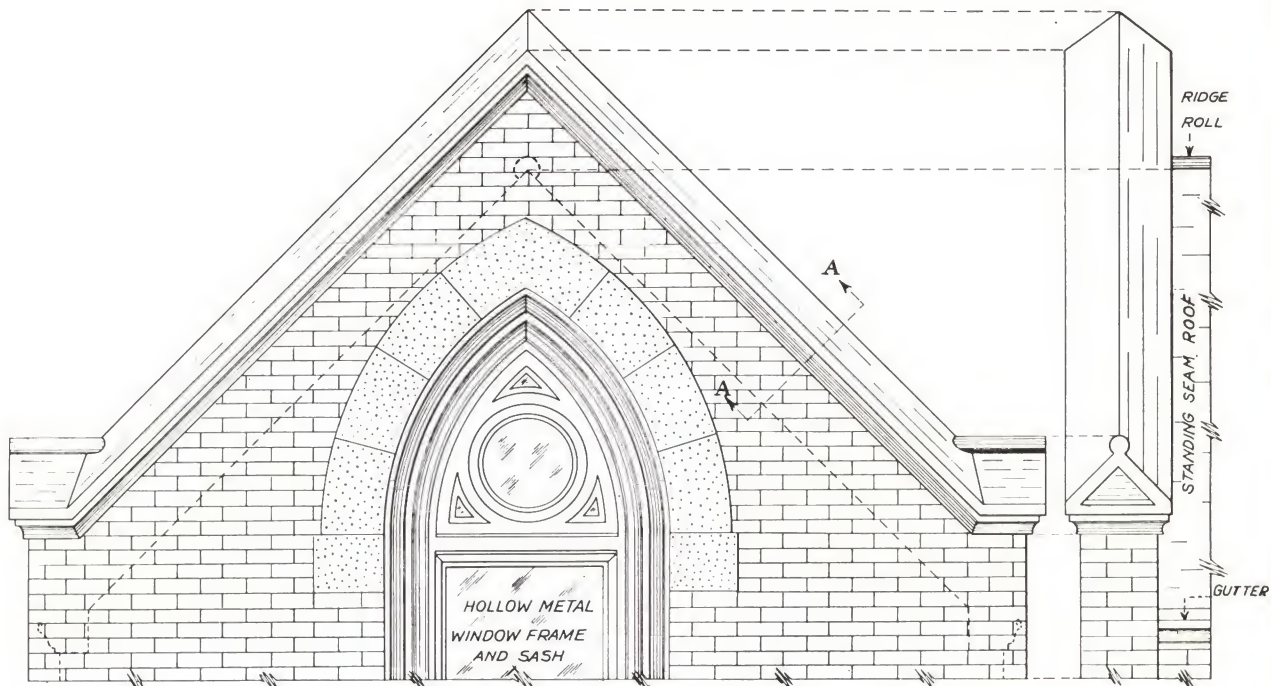 RIDGE
ROLL
A
A
STANDING SEAM ROOF
GUTTER
HOLLOW METAL
WINDOW FRAME
AND SASH